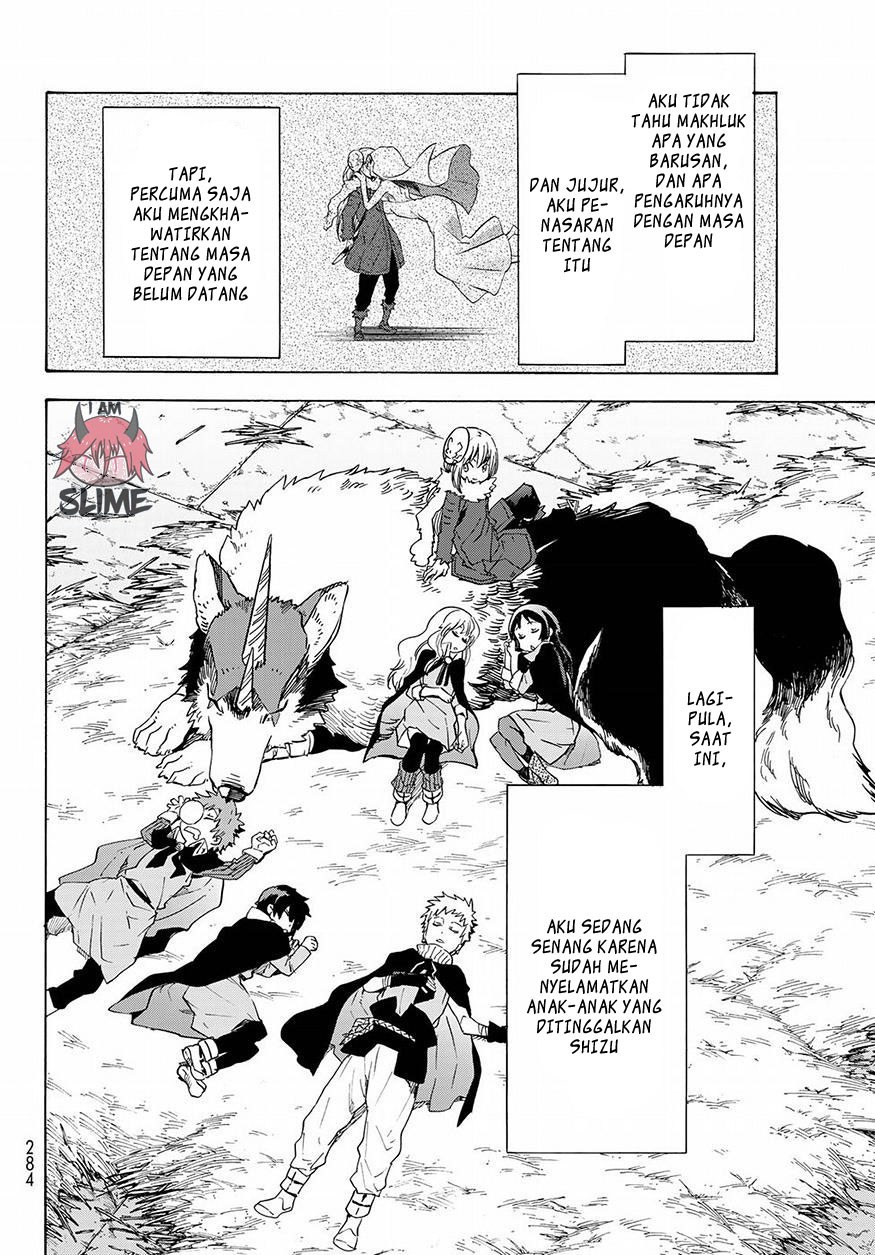 AKU TIDAK
TAHU MAKHLUK
APA YANG
BARUSAN,
DAN APA
PENGARUHNYA
DENGAN MASA
DEPAN
DAN JUJUR,
AKU PE-
NASARAN
TENTANG
ITU
TAPI,
PERCUMA SAJA
AKU MENGKHA-
WATIRKAN
TENTANG MASA
DEPAN YANG
BELUM DATANG
I AM
SLIME
LAGI-
PULA,
SAAT
INI,
AKU SEDANG
SENANG KARENA
SUDAH ME-
NYELAMATKAN
ANAK-ANAK YANG
DITINGGALKAN
SHIZU
284